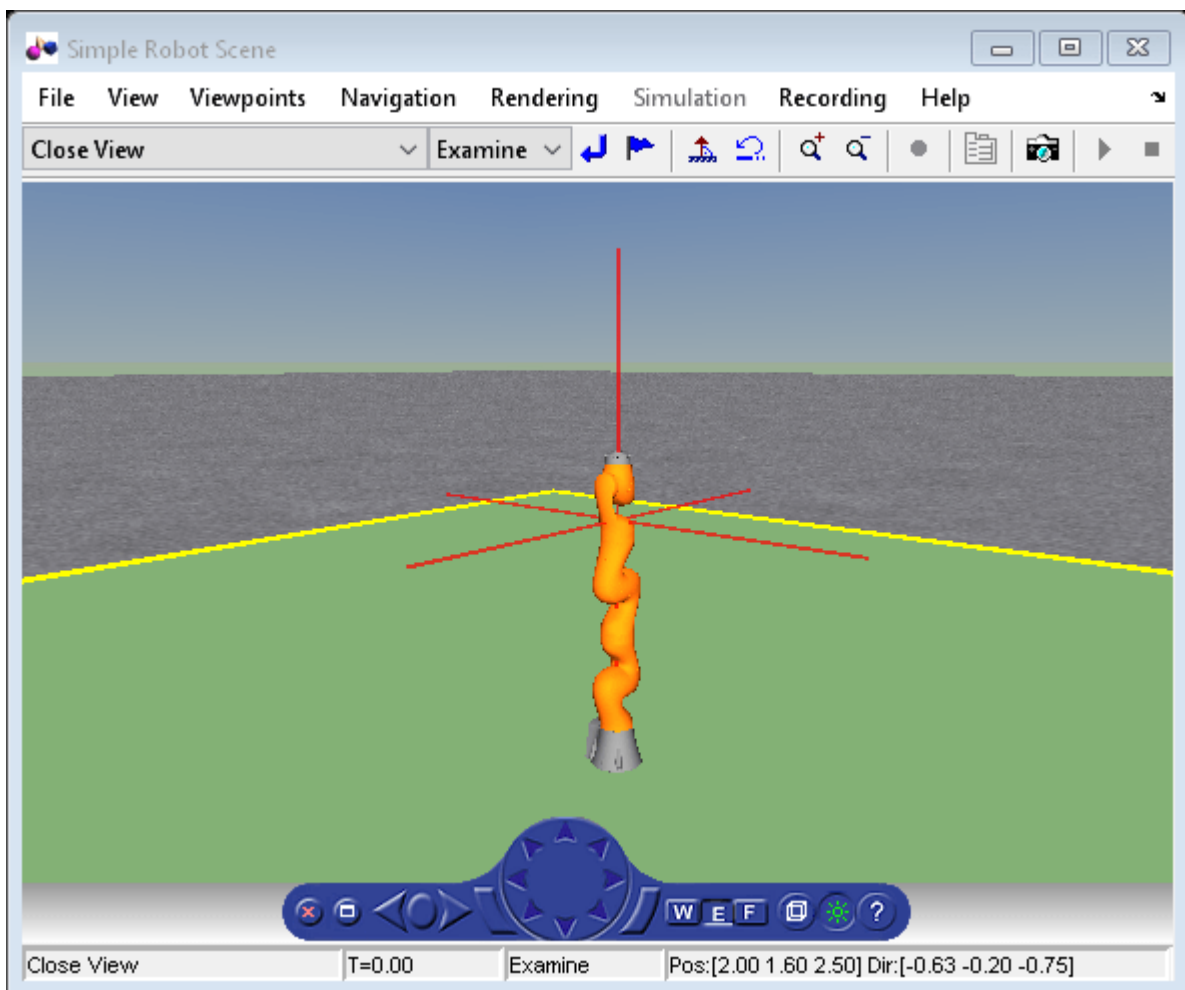 Simple Robot Scene
File View Viewpoints Navigation Rendering Simulation Recording Help
Close View Examine
W E F ?
Close View T=0.00 Examine Pos:[2.00 1.60 2.50] Dir:[-0.63 -0.20 -0.75]